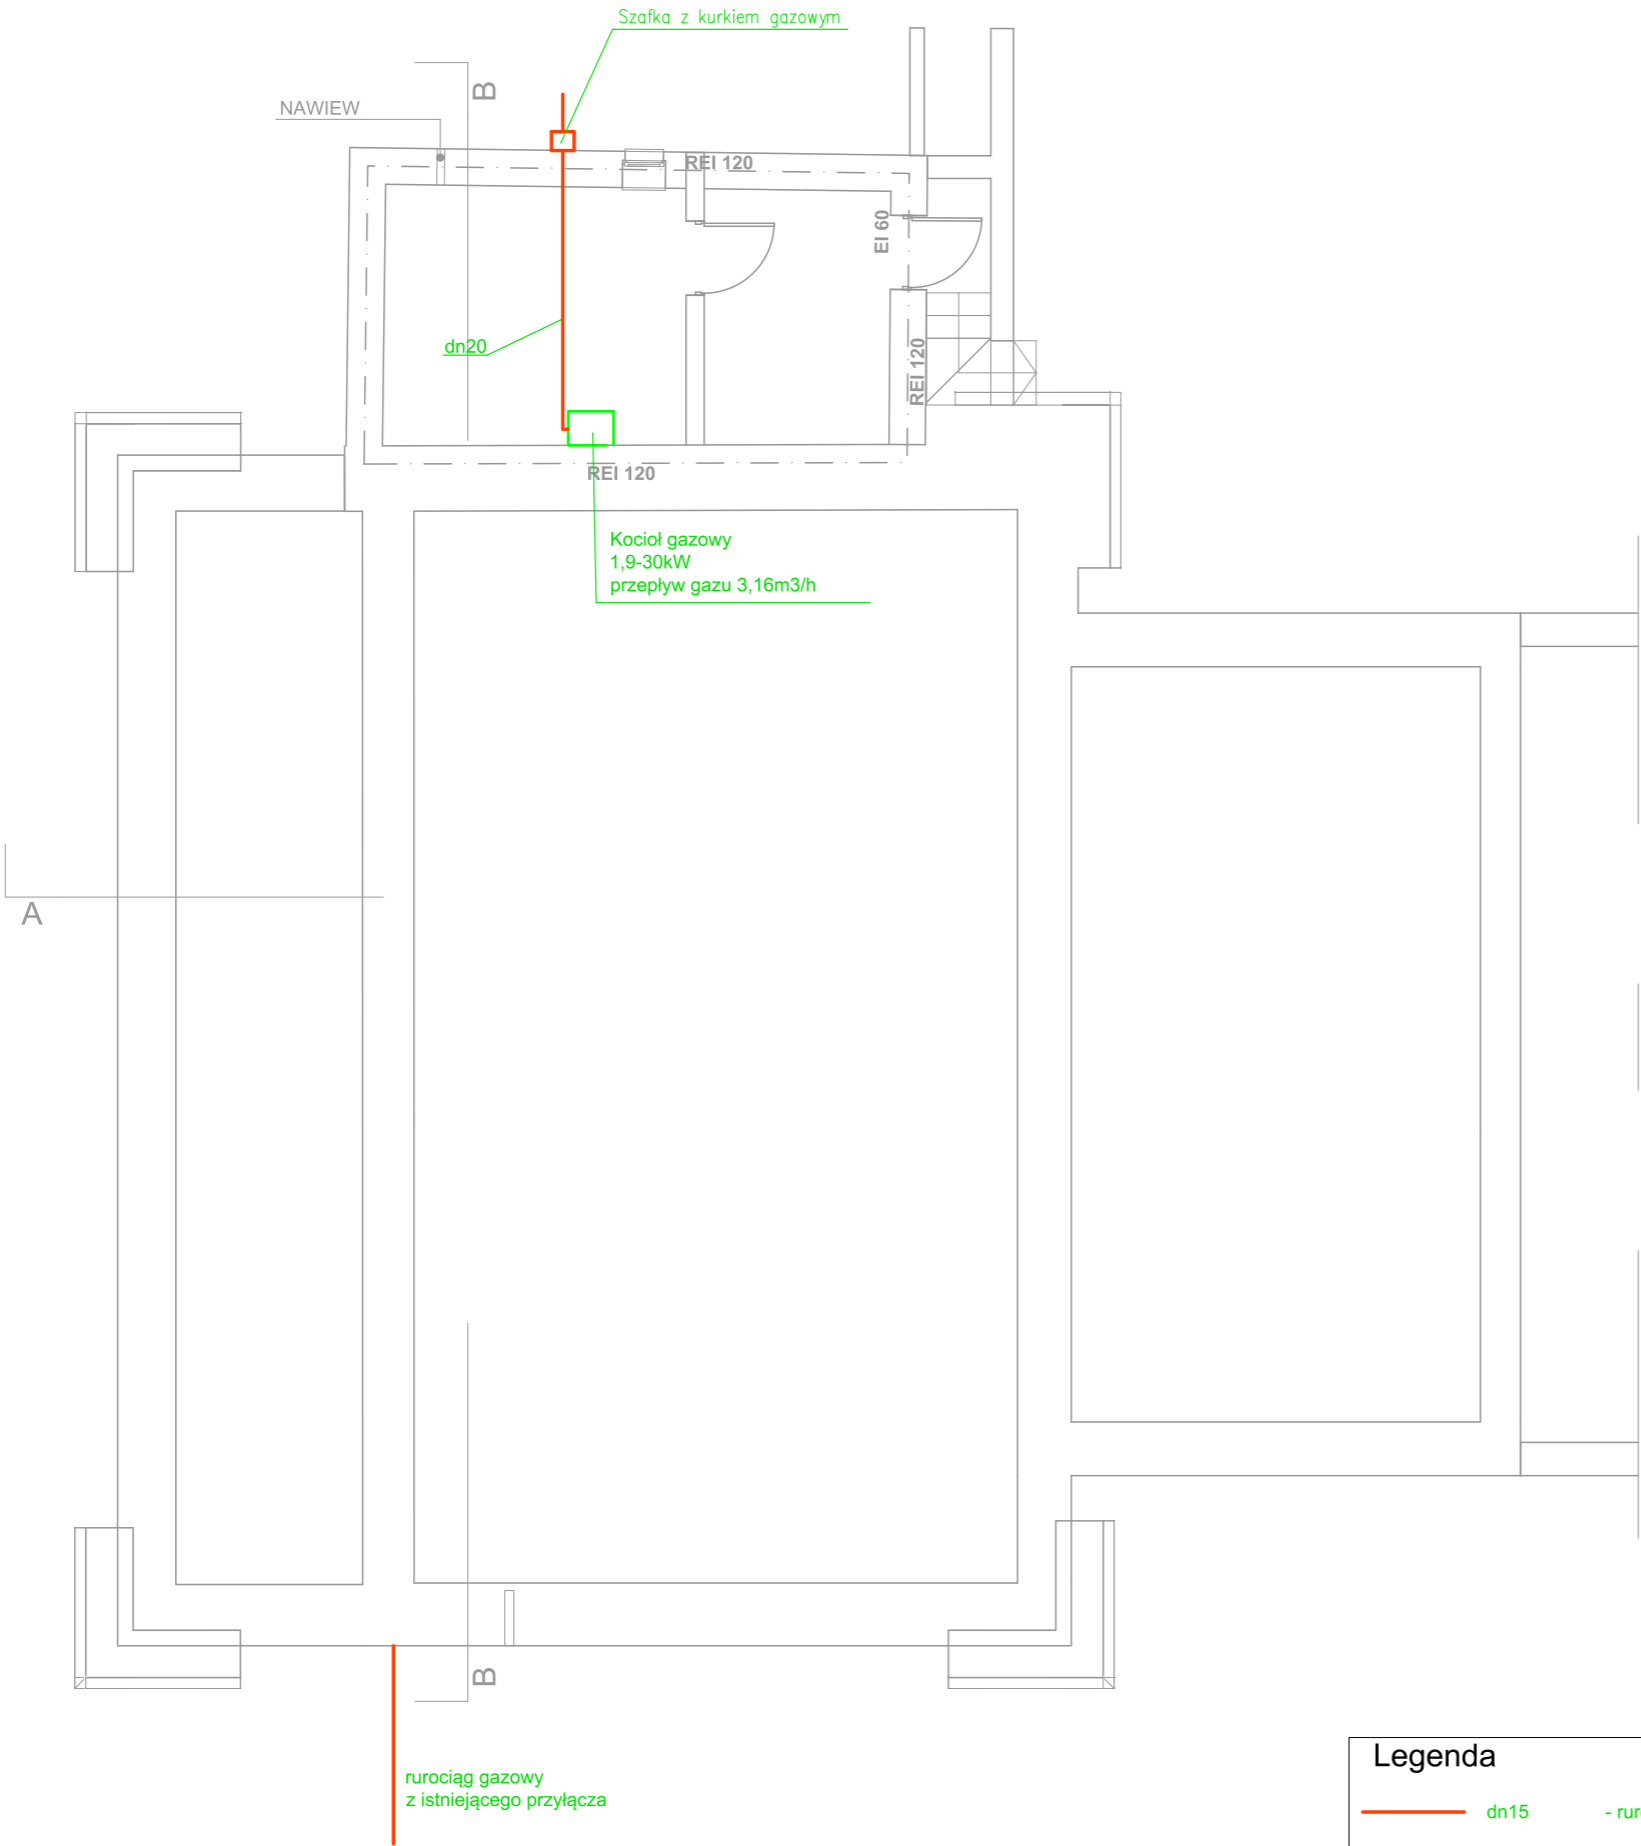 Szafka z kurkiem gazowym
B
NAWIEW
REI 120
EI 60
dn20
REI 120
REI 120
Kocioł gazowy
1,9-30kW
przepływ gazu 3,16m3/h
A
B
rurociąg gazowy
z istniejącego przyłącza
Legenda
dn15